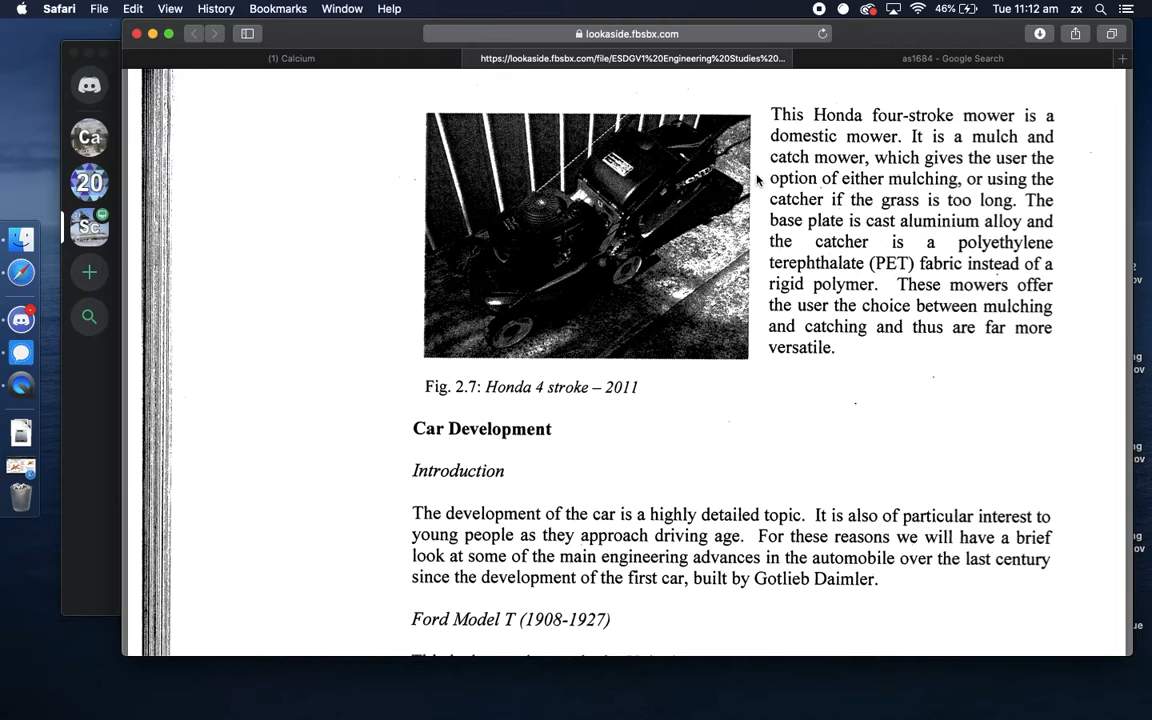 Safari File Edit View History Bookmarks Window Help 46% Tue 11:12 am zx
lookaside.fbsbx.com
(1) Calcium https://lookaside.fbsbx.com/file/ESDGV1%20Engineering%20Studies%20... as1684 - Google Search
Ca
20
Sc
This Honda four-stroke mower is a
domestic mower. It is a mulch and
catch mower, which gives the user the
option of either mulching, or using the
catcher if the grass is too long. The
base plate is cast aluminium alloy and
the catcher is a polyethylene
terephthalate (PET) fabric instead of a
rigid polymer. These mowers offer
the user the choice between mulching
and catching and thus are far more
versatile.
HONDA
Fig. 2.7: Honda 4 stroke – 2011
Car Development
Introduction
The development of the car is a highly detailed topic. It is also of particular interest to
young people as they approach driving age. For these reasons we will have a brief
look at some of the main engineering advances in the automobile over the last century
since the development of the first car, built by Gotlieb Daimler.
Ford Model T (1908-1927)